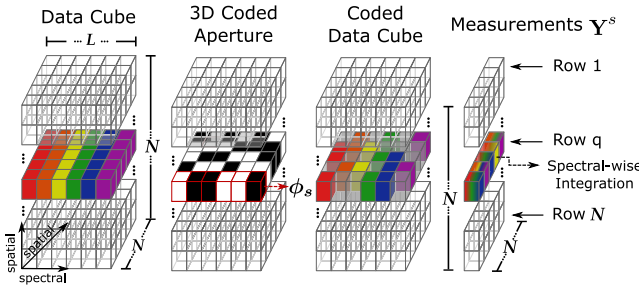 Data Cube
3D Coded
Aperture
Coded
Data Cube
Measurements Y^s
... L ...
Row 1
N
Row q
Spectral-wise
Integration
ϕ_s
N
Row N
spatial
spatial
spectral
N
N